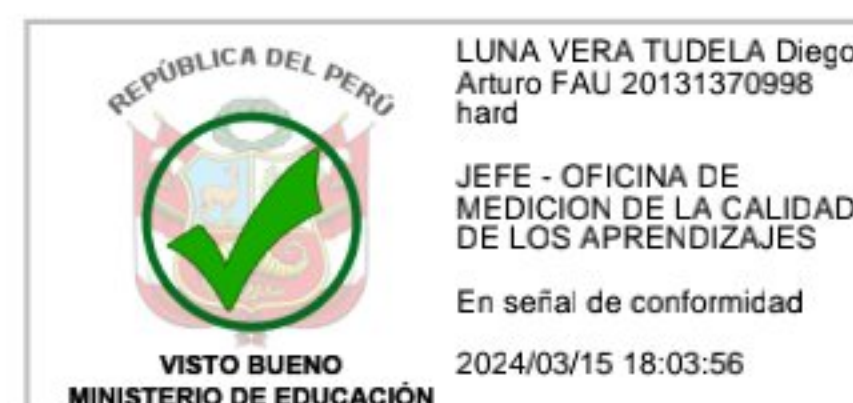 REPÚBLICA DEL PERÚ
VISTO BUENO
MINISTERIO DE EDUCACIÓN
LUNA VERA TUDELA Diego
Arturo FAU 20131370998
hard
JEFE - OFICINA DE
MEDICION DE LA CALIDAD
DE LOS APRENDIZAJES
En señal de conformidad
2024/03/15 18:03:56